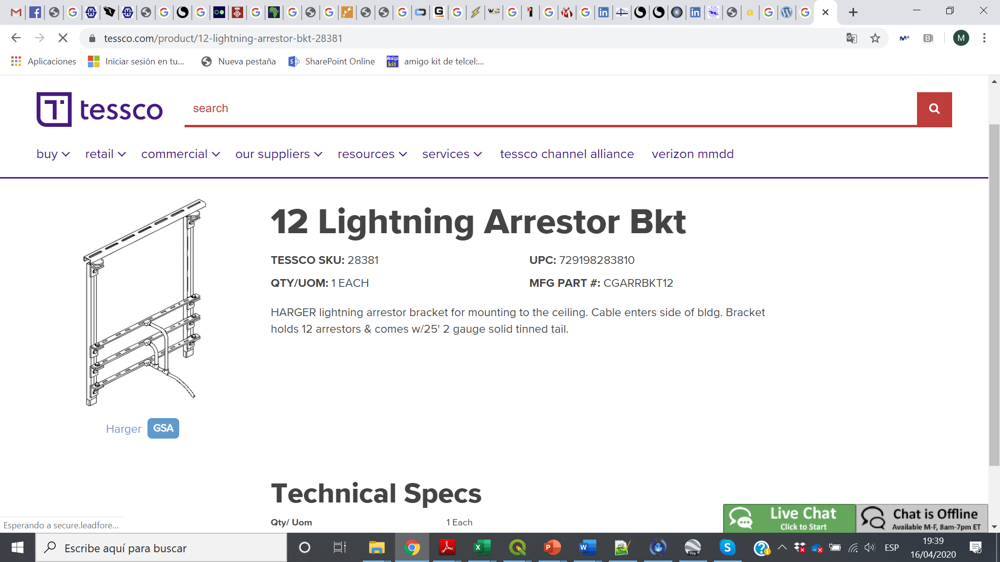 tessco.com/product/12-lightning-arrestor-bkt-28381
M
Aplicaciones
Iniciar sesión en tu...
Nueva pestaña
SharePoint Online
amigo kit de telcel:...
tessco
search
buy
retail
commercial
our suppliers
resources
services
tessco channel alliance
verizon mmdd
12 Lightning Arrestor Bkt
TESSCO SKU: 28381
UPC: 729198283810
QTY/UOM: 1 EACH
MFG PART #: CGARRBKT12
HARGER lightning arrestor bracket for mounting to the ceiling. Cable enters side of bldg. Bracket
holds 12 arrestors & comes w/25' 2 gauge solid tinned tail.
Harger
GSA
Technical Specs
Qty/ Uom
1 Each
Live Chat
Click to Start
Chat is Offline
Available M-F, 8am-7pm ET
Esperando a secure.leadfore...
Escribe aquí para buscar
ESP
19:39
16/04/2020